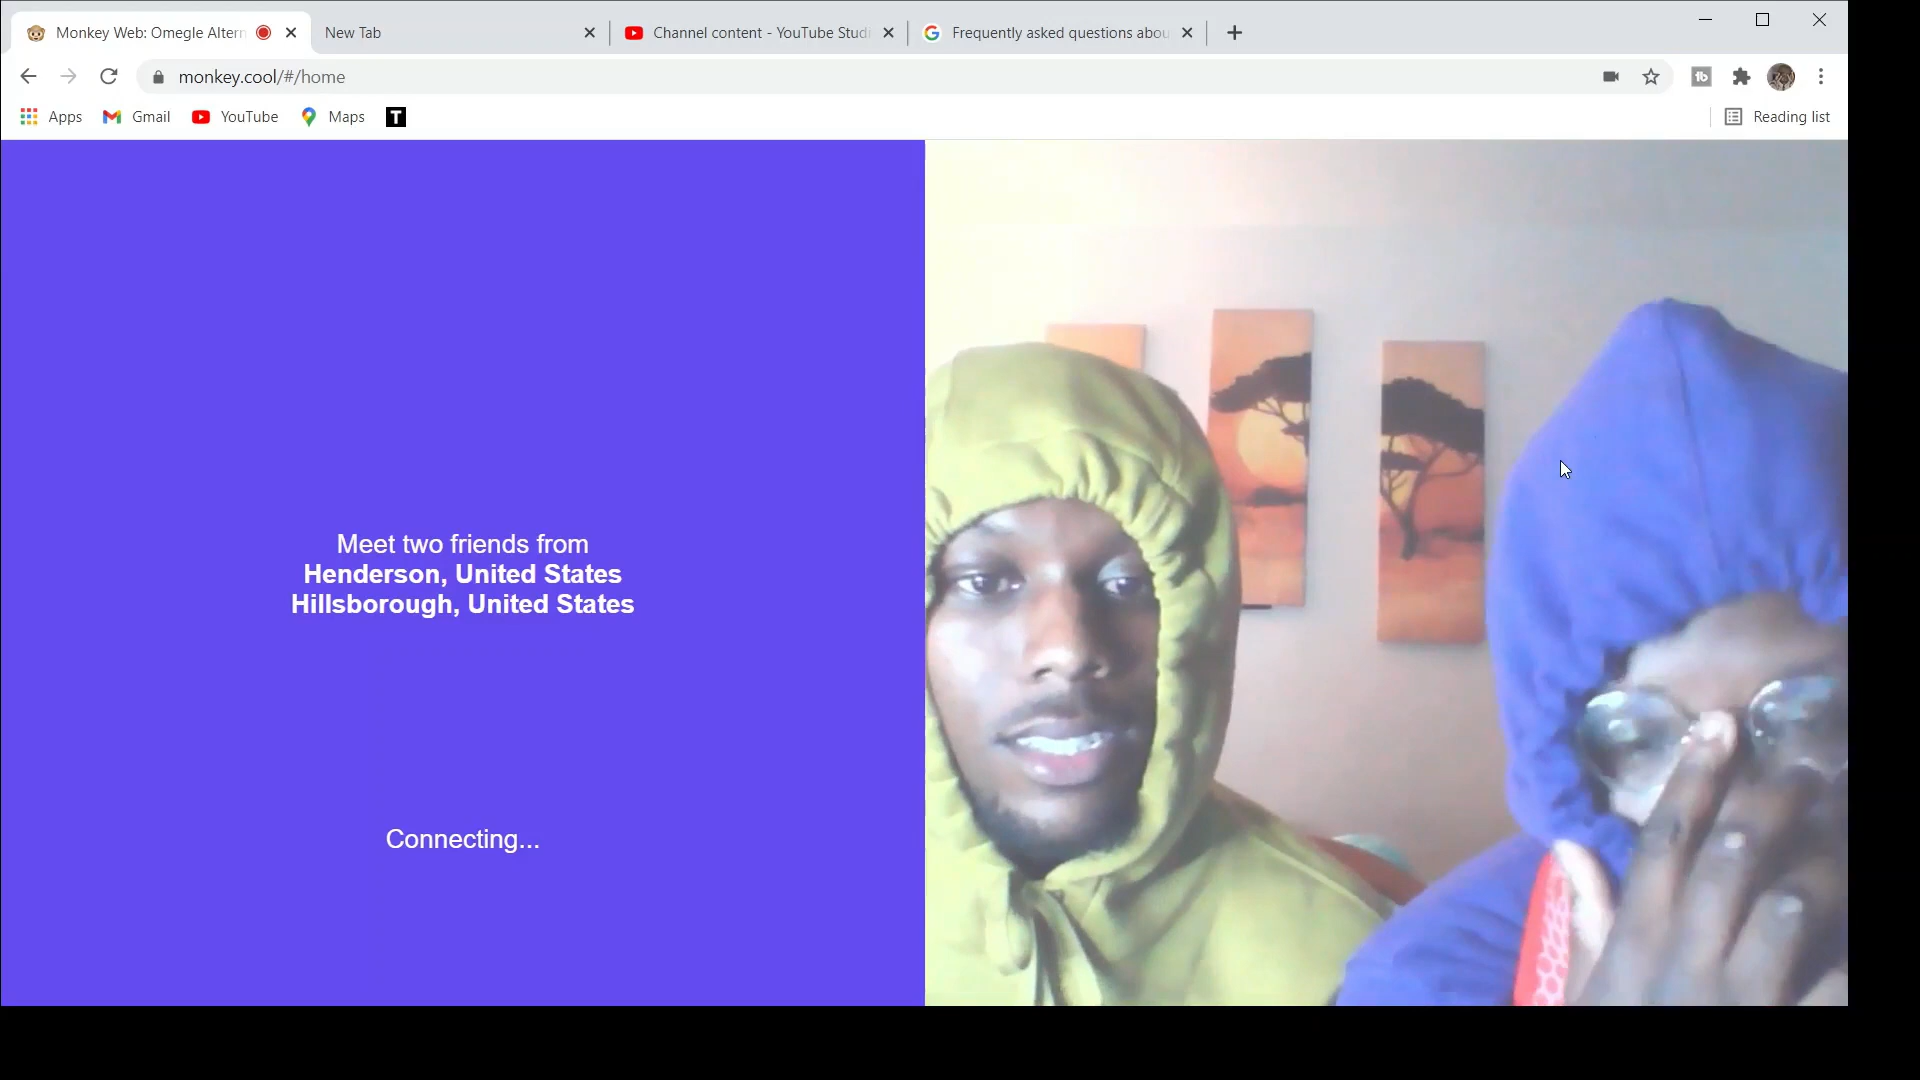 Monkey Web: Omegle Altern
New Tab
Channel content - YouTube Studi
Frequently asked questions abou
monkey.cool/#/home
tb
Apps
Gmail
YouTube
Maps
T
Reading list
Meet two friends from
Henderson, United States
Hillsborough, United States
Connecting...